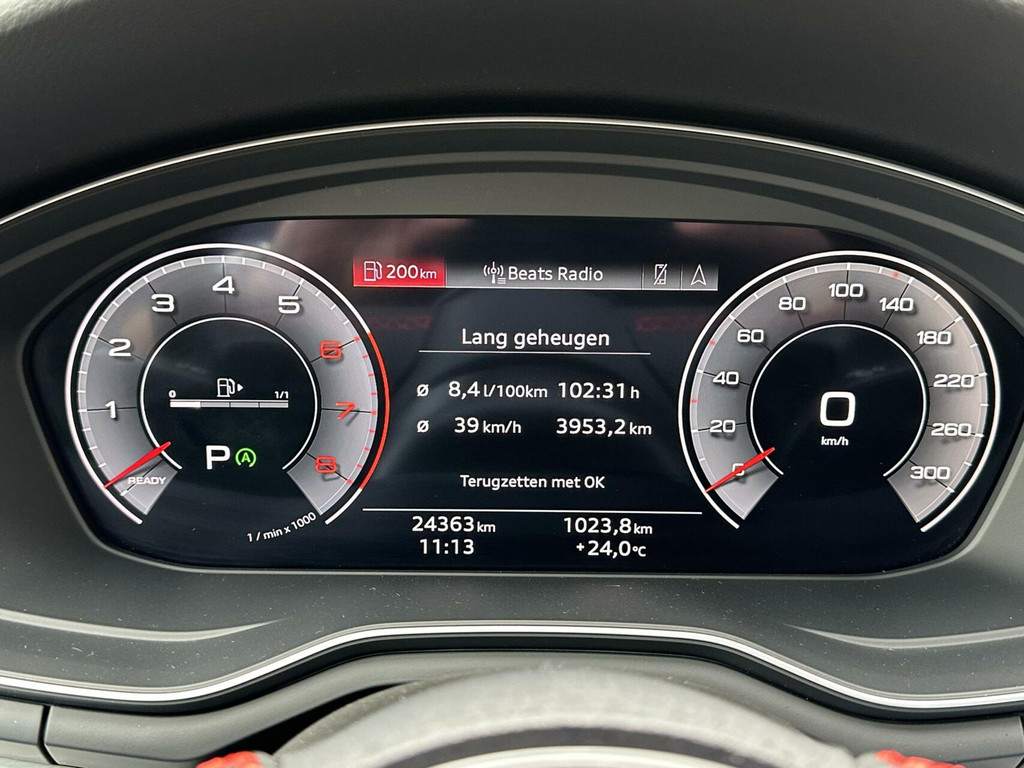 200 km Beats Radio
Lang geheugen
ø 8,4 l/100km 102:31 h
ø 39 km/h 3953,2 km
Terugzetten met OK
24363 km 1023,8 km
11:13 +24,0 °C
READY 1 2 3 4 5 6 7 8
0 1/1
P A
1 / min x 1000
0 20 40 60 80 100 140 180 220 260 300
0
km/h